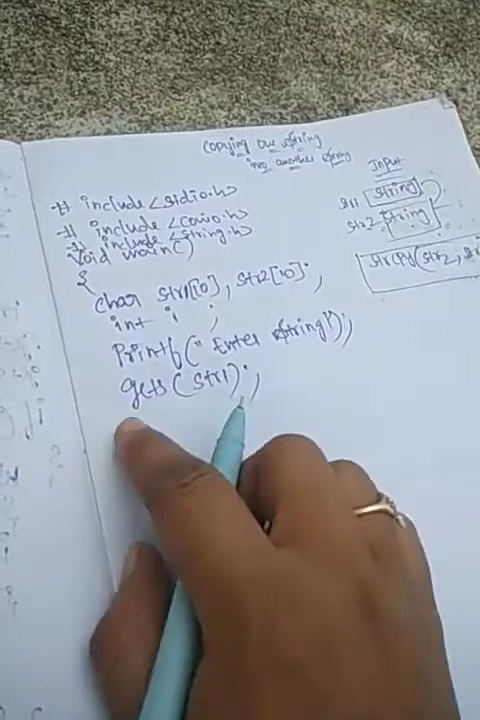 Copying one string
into another string
# include <stdio.h>
# include <conio.h>
# include <string.h>
void main()
{
char str1[10], str2[10];
int i ;
printf(" Enter string");
gets(str1);
Input
str1 string
str2 string
strcpy(str2, str